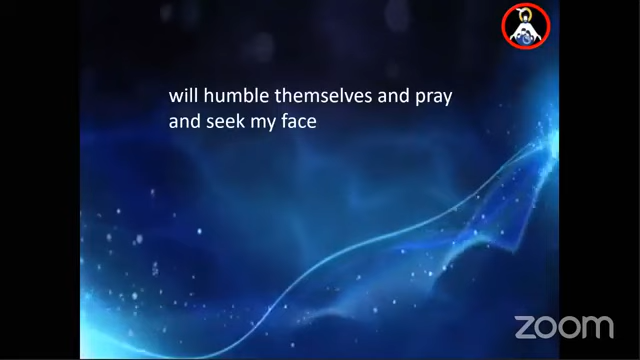 will humble themselves and pray
and seek my face
zoom